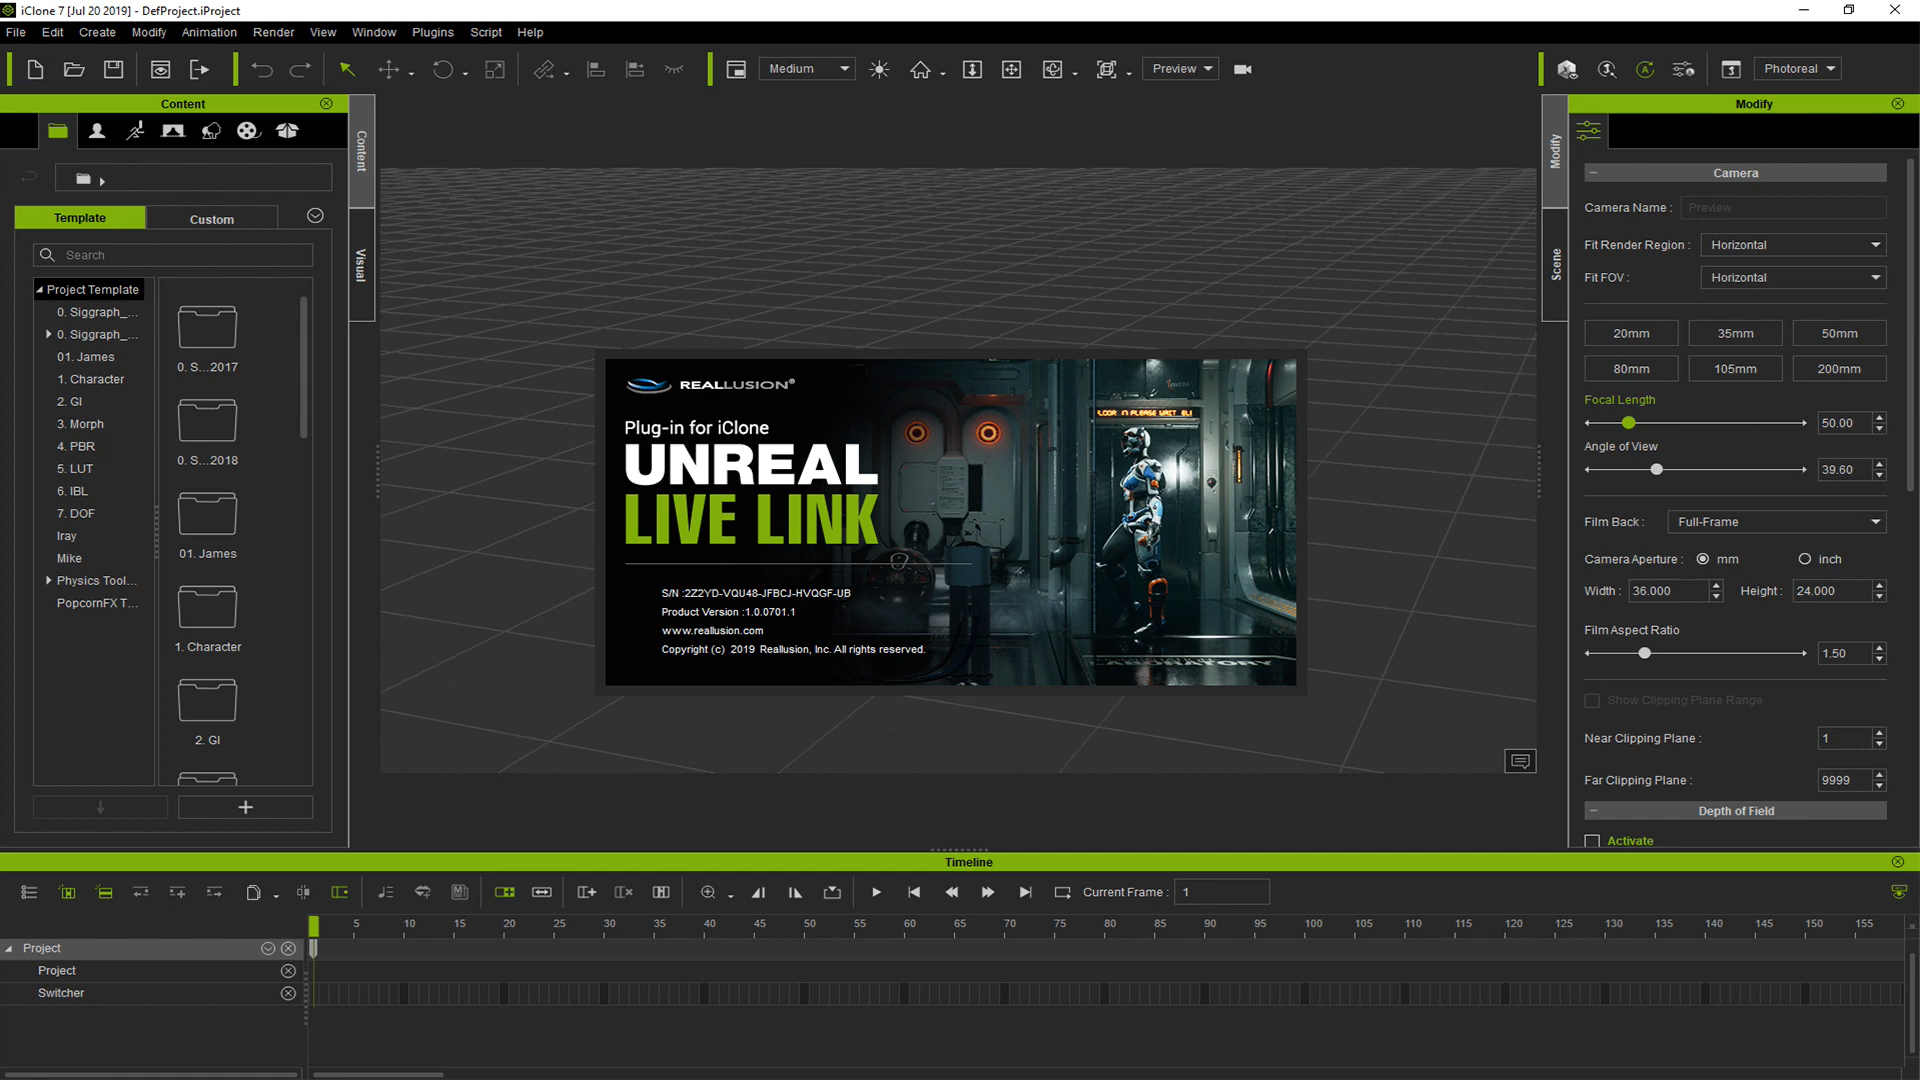 iClone 7 [Jul 20 2019] - DefProject.iProject
File Edit Create Modify Animation Render View Window Plugins Script Help
Medium Preview Photoreal
Content
Template Custom
Search
Project Template
0. Siggraph_...
0. Siggraph_...
01. James
1. Character
2. GI
3. Morph
4. PBR
5. LUT
6. IBL
7. DOF
Iray
Mike
Physics Tool...
PopcornFX T...
0. S...2017
0. S...2018
01. James
1. Character
2. GI
Content
Visual
REALLUSION®
Plug-in for iClone
UNREAL
LIVE LINK
S/N :2Z2YD-VQU48-JFBCJ-HVQGF-UB
Product Version :1.0.0701.1
www.reallusion.com
Copyright (c) 2019 Reallusion, Inc. All rights reserved.
LABORATORY
Modify
Scene
Modify
Camera
Camera Name : Preview
Fit Render Region : Horizontal
Fit FOV : Horizontal
20mm 35mm 50mm
80mm 105mm 200mm
Focal Length
50.00
Angle of View
39.60
Film Back : Full-Frame
Camera Aperture : mm inch
Width : 36.000 Height : 24.000
Film Aspect Ratio
1.50
Show Clipping Plane Range
Near Clipping Plane : 1
Far Clipping Plane : 9999
Depth of Field
Activate
Timeline
Current Frame : 1
5 10 15 20 25 30 35 40 45 50 55 60 65 70 75 80 85 90 95 100 105 110 115 120 125 130 135 140 145 150 155
Project
Project
Switcher